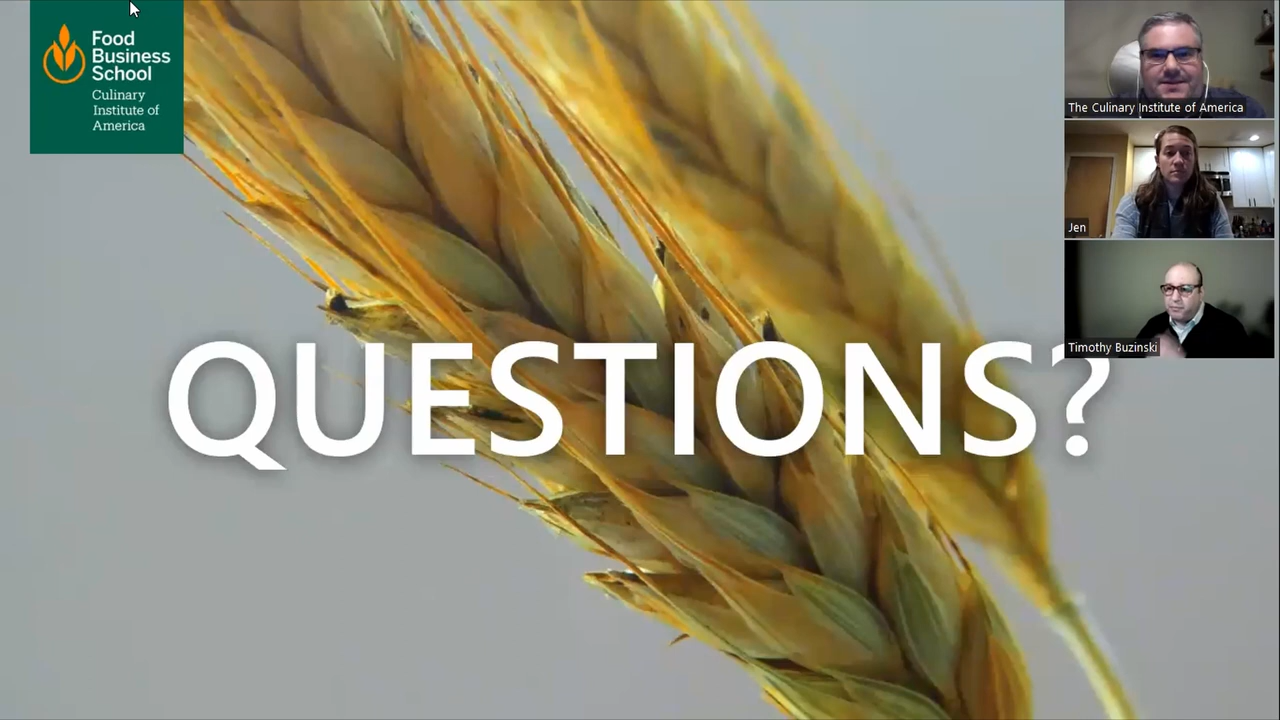 Food
Business
School
Culinary
Institute of
America
The Culinary Institute of America
Jen
Timothy Buzinski
QUESTIONS?